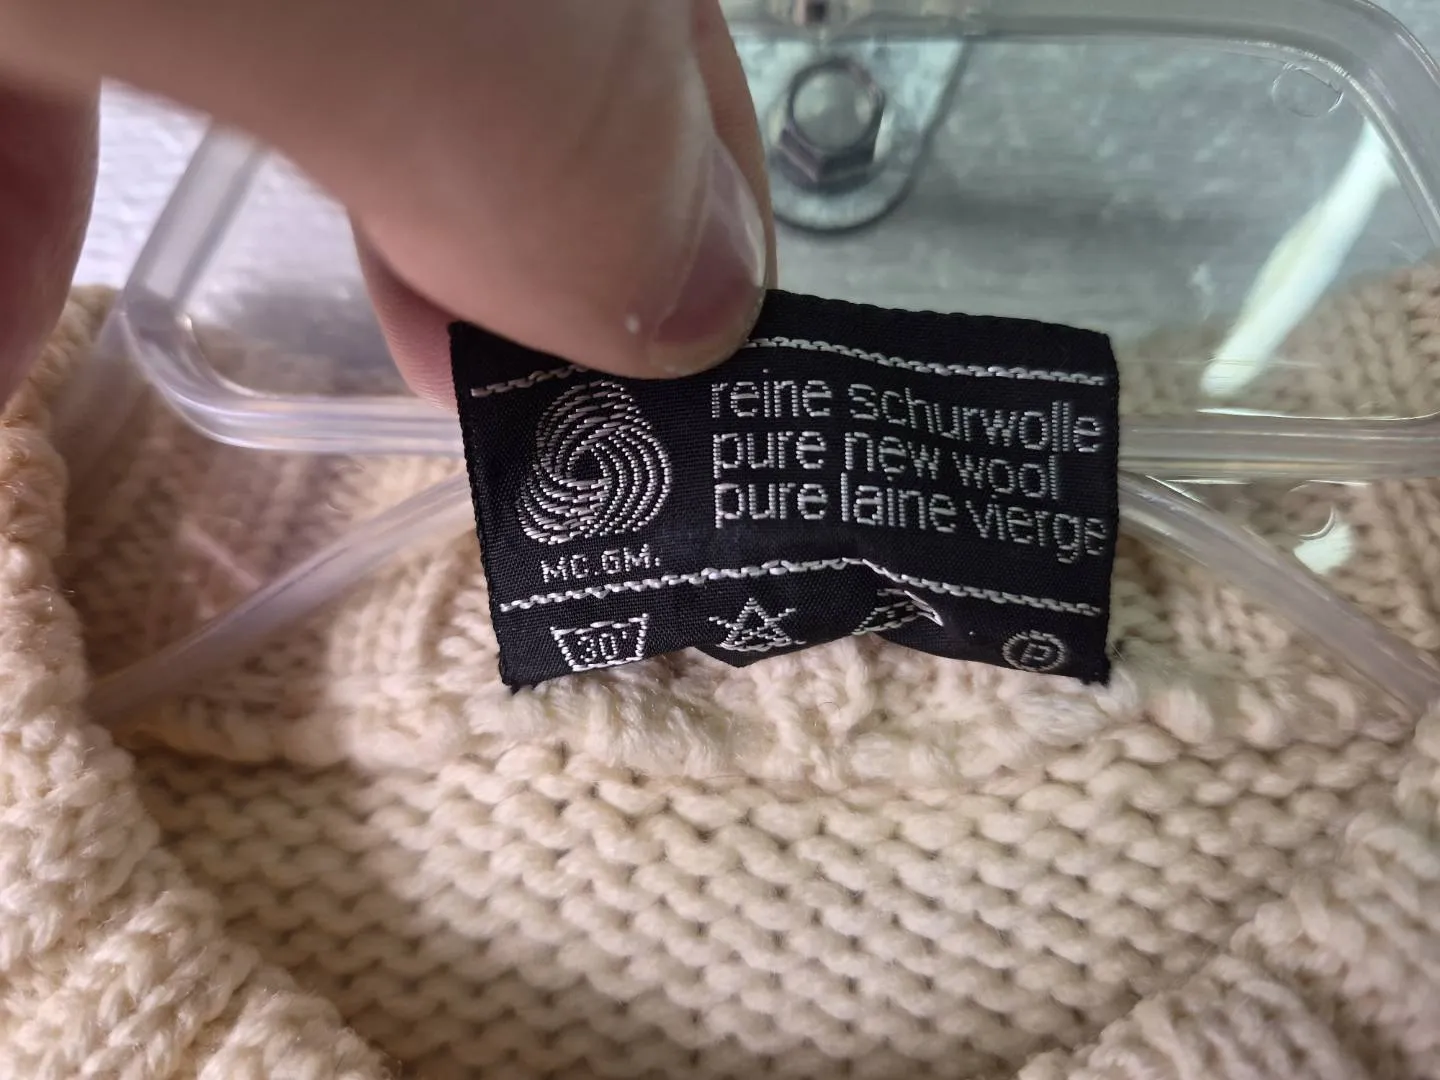 reine schurwolle
pure new wool
pure laine vierge
MC.GM.
30°
P